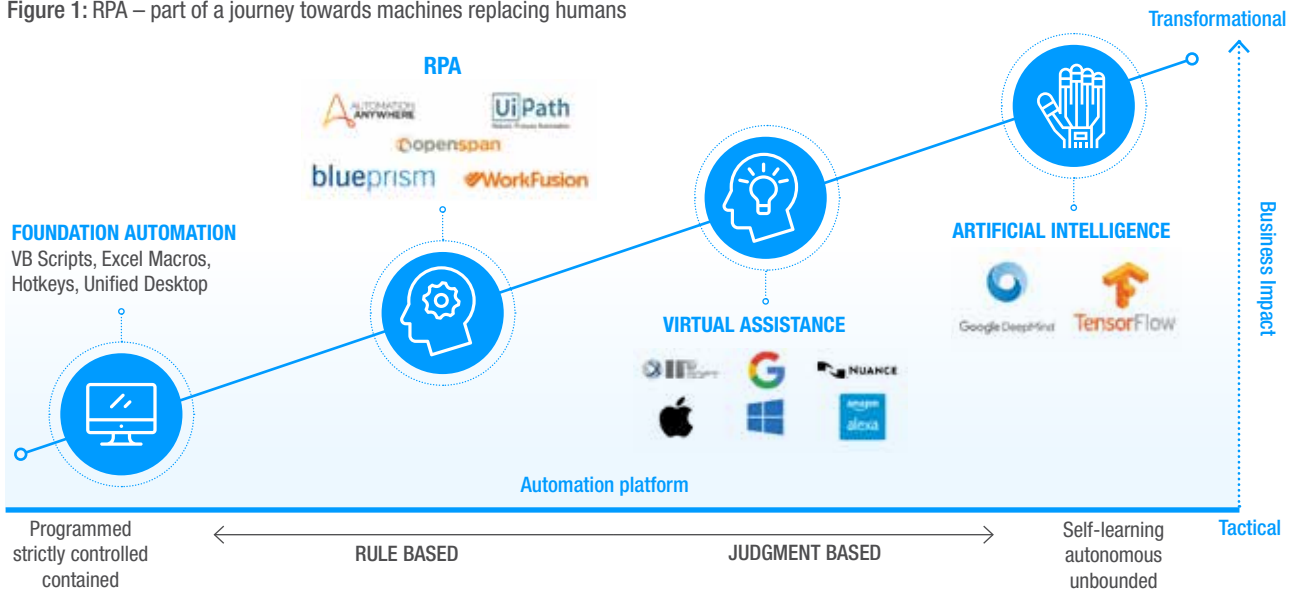 Figure 1: RPA – part of a journey towards machines replacing humans
Transformational
RPA
AUTOMATION
ANYWHERE
UiPath
openspan
blueprism
WorkFusion
FOUNDATION AUTOMATION
VB Scripts, Excel Macros,
Hotkeys, Unified Desktop
VIRTUAL ASSISTANCE
G
NUANCE
amazon
alexa
ARTIFICIAL INTELLIGENCE
Google DeepMind
TensorFlow
Business Impact
Automation platform
Programmed
strictly controlled
contained
RULE BASED
JUDGMENT BASED
Self-learning
autonomous
unbounded
Tactical